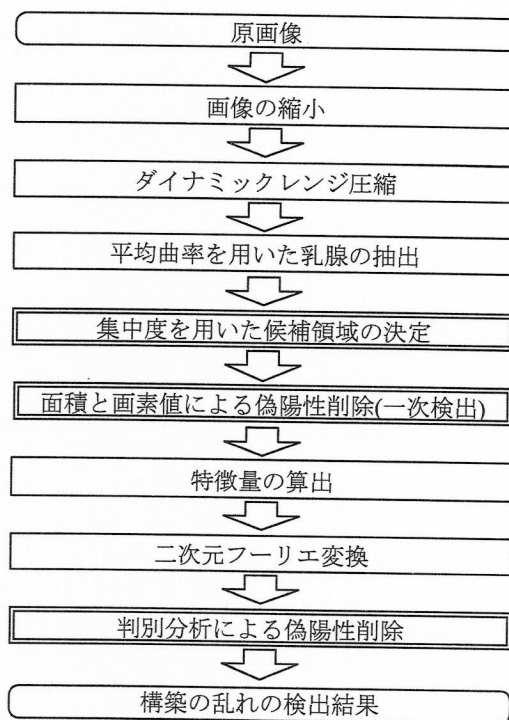 原画像
画像の縮小
ダイナミックレンジ圧縮
平均曲率を用いた乳腺の抽出
集中度を用いた候補領域の決定
面積と画素値による偽陽性削除(一次検出)
特徴量の算出
二次元フーリエ変換
判別分析による偽陽性削除
構築の乱れの検出結果